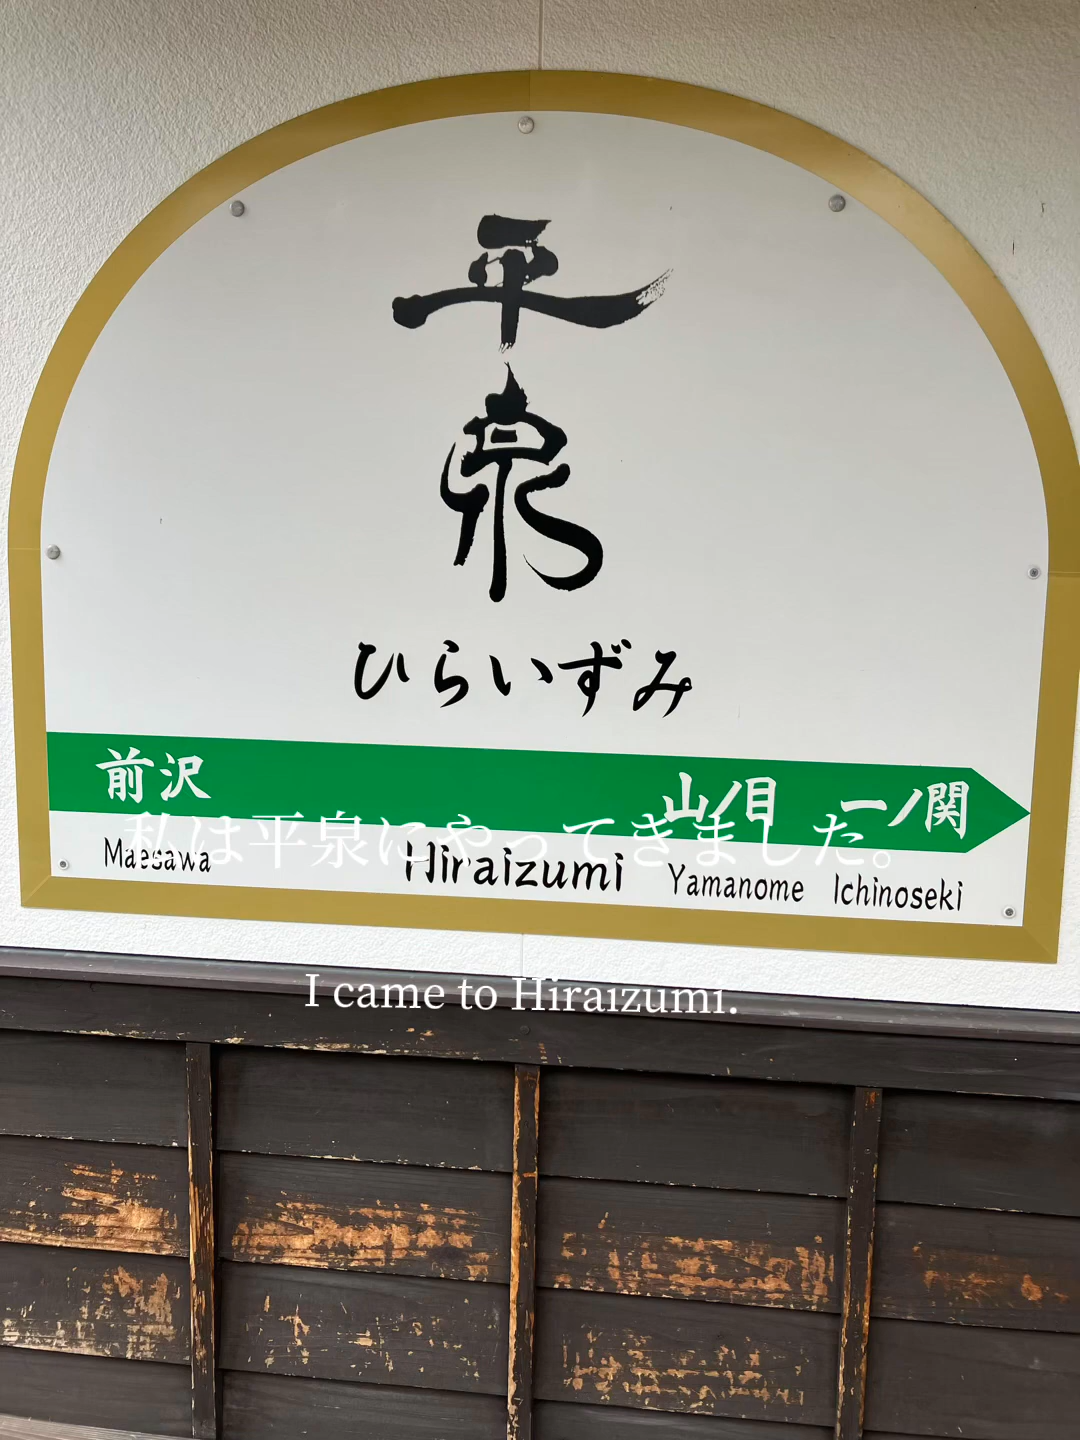 平泉
ひらいずみ
前沢 山ノ目 一ノ関
私は平泉にやってきました。
Maesawa Hiraizumi Yamanome Ichinoseki
I came to Hiraizumi.